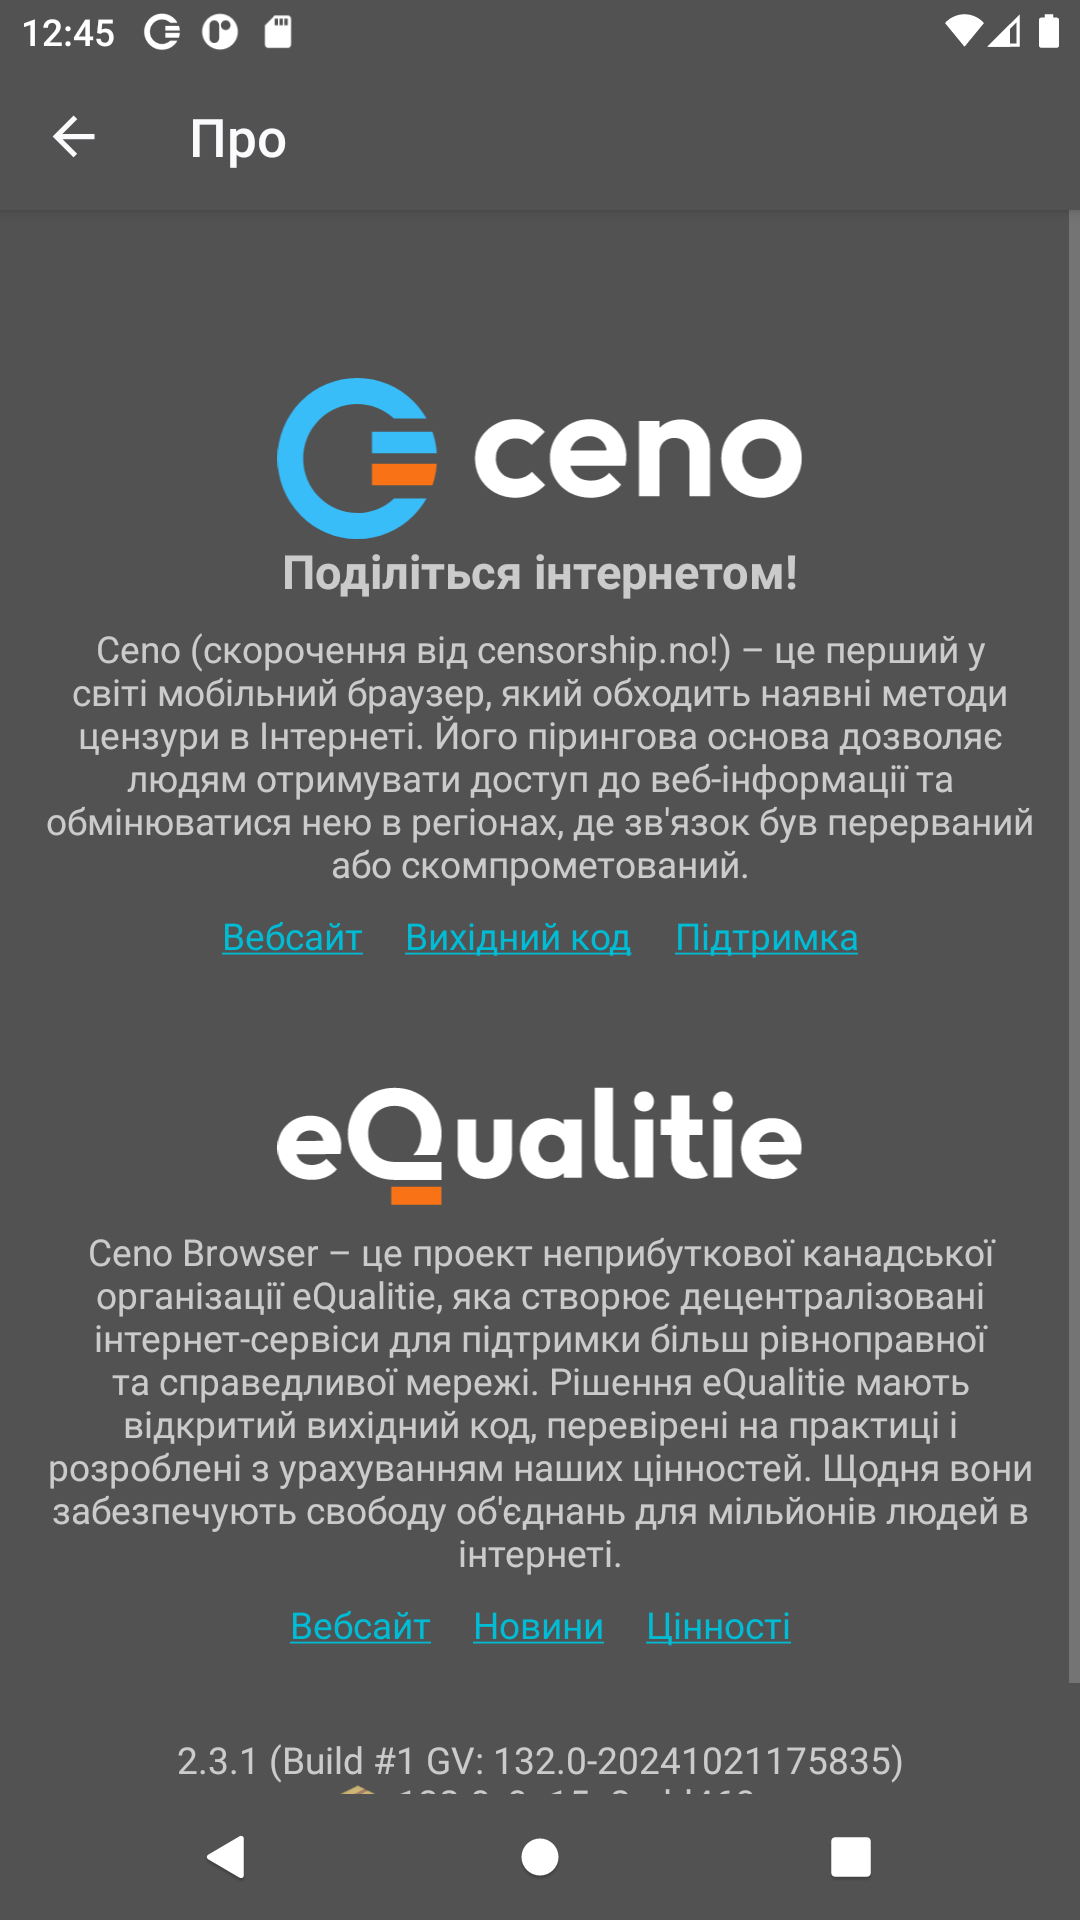 12:45
Про
ceno
Поділіться інтернетом!
Ceno (скорочення від censorship.no!) – це перший у
світі мобільний браузер, який обходить наявні методи
цензури в Інтернеті. Його пірингова основа дозволяє
людям отримувати доступ до веб-інформації та
обмінюватися нею в регіонах, де зв'язок був перерваний
або скомпрометований.
Вебсайт Вихідний код Підтримка
eQualitie
Ceno Browser – це проект неприбуткової канадської
організації eQualitie, яка створює децентралізовані
інтернет-сервіси для підтримки більш рівноправної
та справедливої мережі. Рішення eQualitie мають
відкритий вихідний код, перевірені на практиці і
розроблені з урахуванням наших цінностей. Щодня вони
забезпечують свободу об'єднань для мільйонів людей в
інтернеті.
Вебсайт Новини Цінності
2.3.1 (Build #1 GV: 132.0-20241021175835)